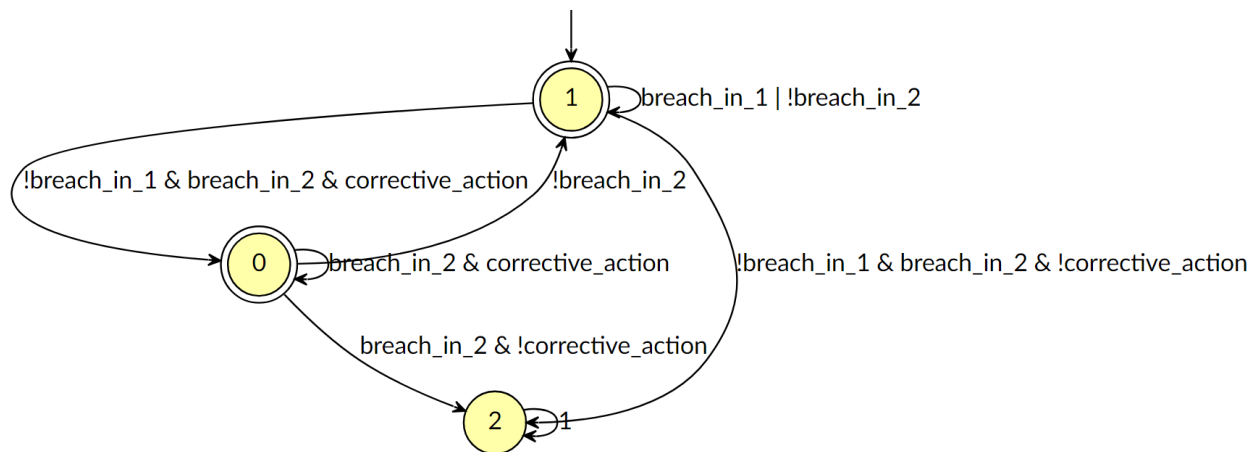 1
breach_in_1 | !breach_in_2
!breach_in_1 & breach_in_2 & corrective_action
!breach_in_2
0
breach_in_2 & corrective_action
!breach_in_1 & breach_in_2 & !corrective_action
breach_in_2 & !corrective_action
2
1